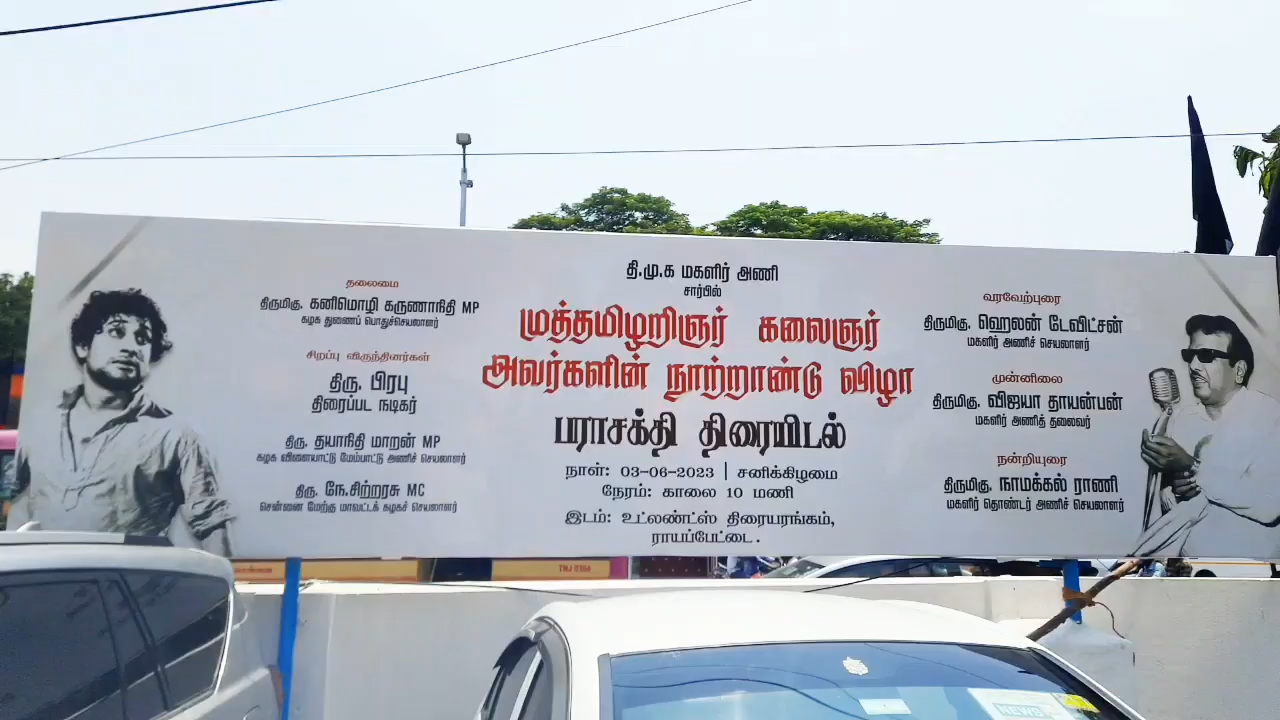 தி.மு.க மகளிர் அணி
சார்பில்
முத்தமிழறிஞர் கலைஞர்
அவர்களின் நூற்றாண்டு விழா
பராசக்தி திரையிடல்
நாள்: 03-06-2023 | சனிக்கிழமை
நேரம்: காலை 10 மணி
இடம்: உட்லண்ட்ஸ் திரையரங்கம்,
ராயப்பேட்டை.
தலைமை
திருமிகு. கனிமொழி கருணாநிதி MP
கழக துணைப் பொதுச்செயலாளர்
சிறப்பு விருந்தினர்கள்
திரு. பிரபு
திரைப்பட நடிகர்
திரு. தயாநிதி மாறன் MP
கழக விளையாட்டு மேம்பாட்டு அணிச் செயலாளர்
திரு. நே.சிற்றரசு MC
சென்னை மேற்கு மாவட்டக் கழகச் செயலாளர்
வரவேற்புரை
திருமிகு. ஹெலன் டேவிட்சன்
மகளிர் அணிச் செயலாளர்
முன்னிலை
திருமிகு. விஜயா தாயன்பன்
மகளிர் அணித் தலைவர்
நன்றியுரை
திருமிகு. நாமக்கல் ராணி
மகளிர் தொண்டர் அணிச் செயலாளர்
NEWS